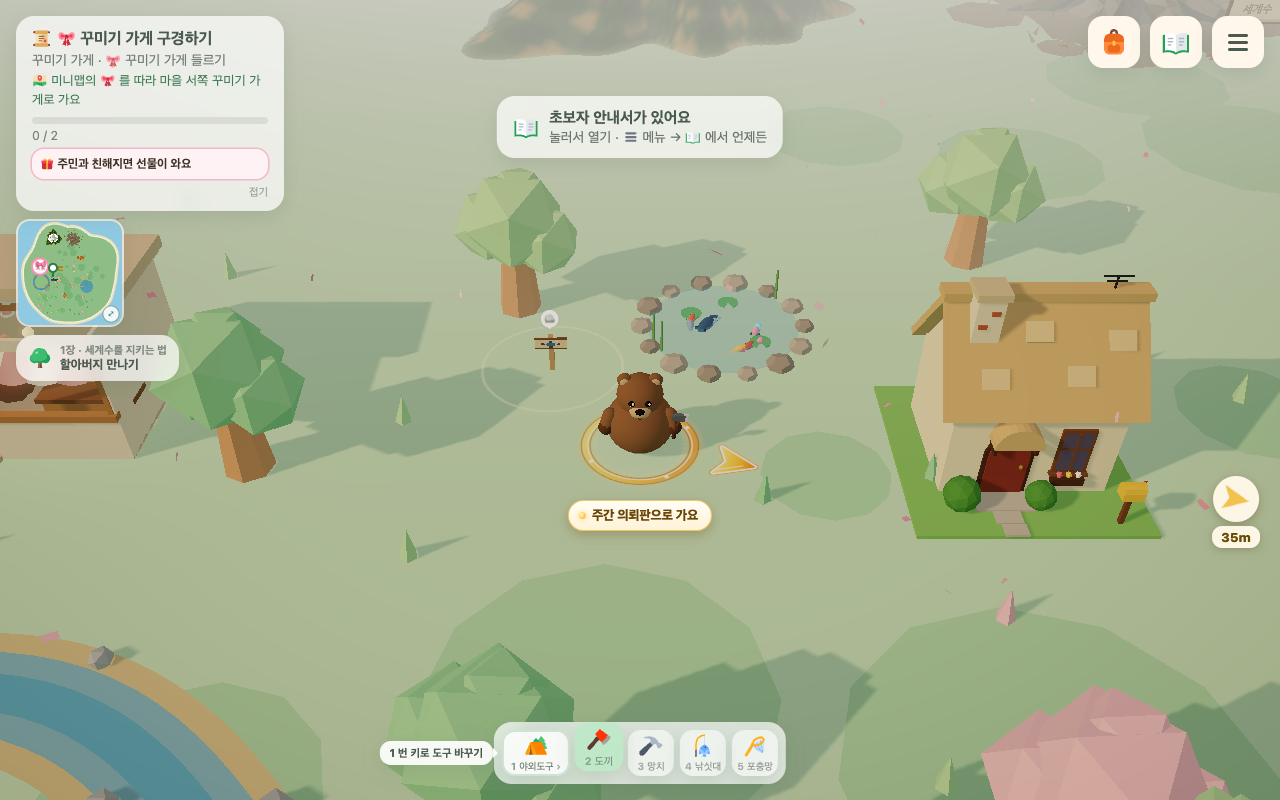 꾸미기 가게 구경하기
꾸미기 가게 · 꾸미기 가게 들르기
미니맵의 를 따라 마을 서쪽 꾸미기 가
게로 가요
0 / 2
주민과 친해지면 선물이 와요
접기
1장 · 세계수를 지키는 법
할아버지 만나기
초보자 안내서가 있어요
눌러서 열기 · 메뉴 → 에서 언제든
세계수
주간 의뢰판으로 가요
35m
1 번 키로 도구 바꾸기
1 야외도구 ›
2 도끼
3 망치
4 낚싯대
5 포충망